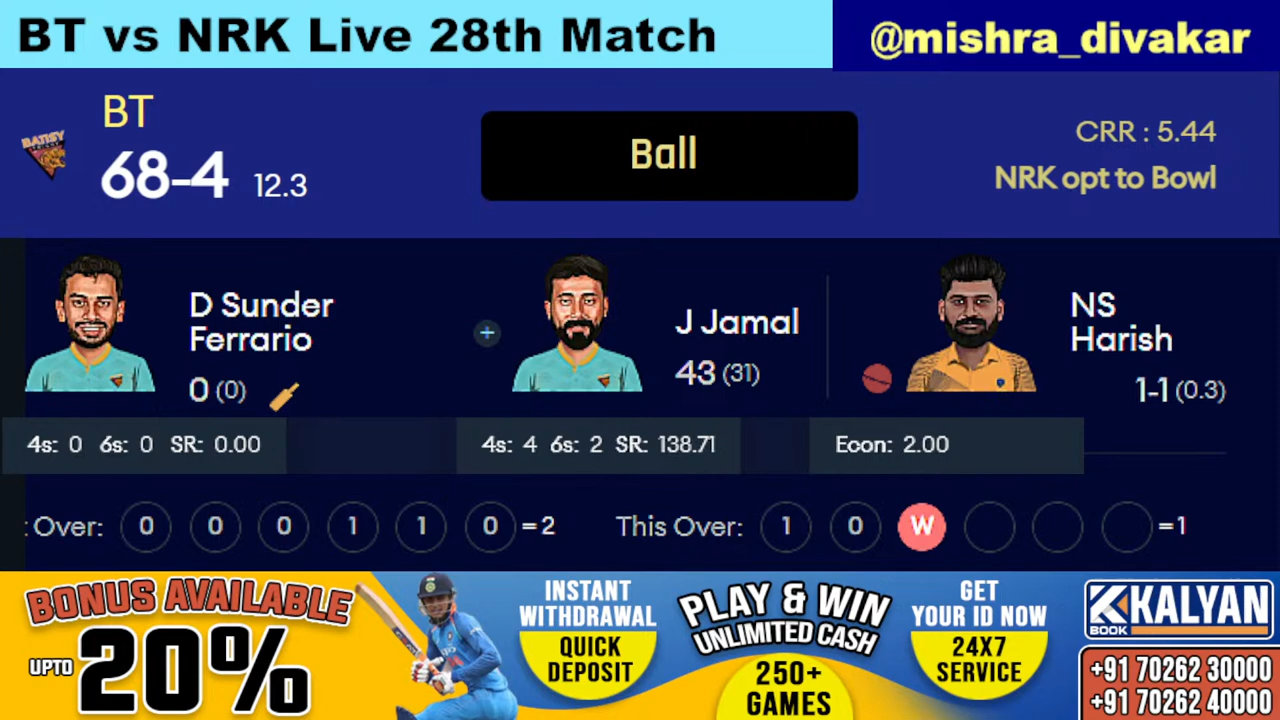 BT vs NRK Live 28th Match
@mishra_divakar
BT
BATISY
68-4 12.3
Ball
CRR : 5.44
NRK opt to Bowl
D Sunder
Ferrario
0 (0)
+
J Jamal
43 (31)
NS
Harish
1-1 (0.3)
4s: 0 6s: 0 SR: 0.00
4s: 4 6s: 2 SR: 138.71
Econ: 2.00
: Over: 0 0 0 1 1 0 =2
This Over: 1 0 W =1
BONUS AVAILABLE
UPTO 20%
INSTANT
WITHDRAWAL
QUICK
DEPOSIT
PLAY & WIN
UNLIMITED CASH
250+
GAMES
GET
YOUR ID NOW
24X7
SERVICE
K KALYAN
BOOK
+91 70262 30000
+91 70262 40000